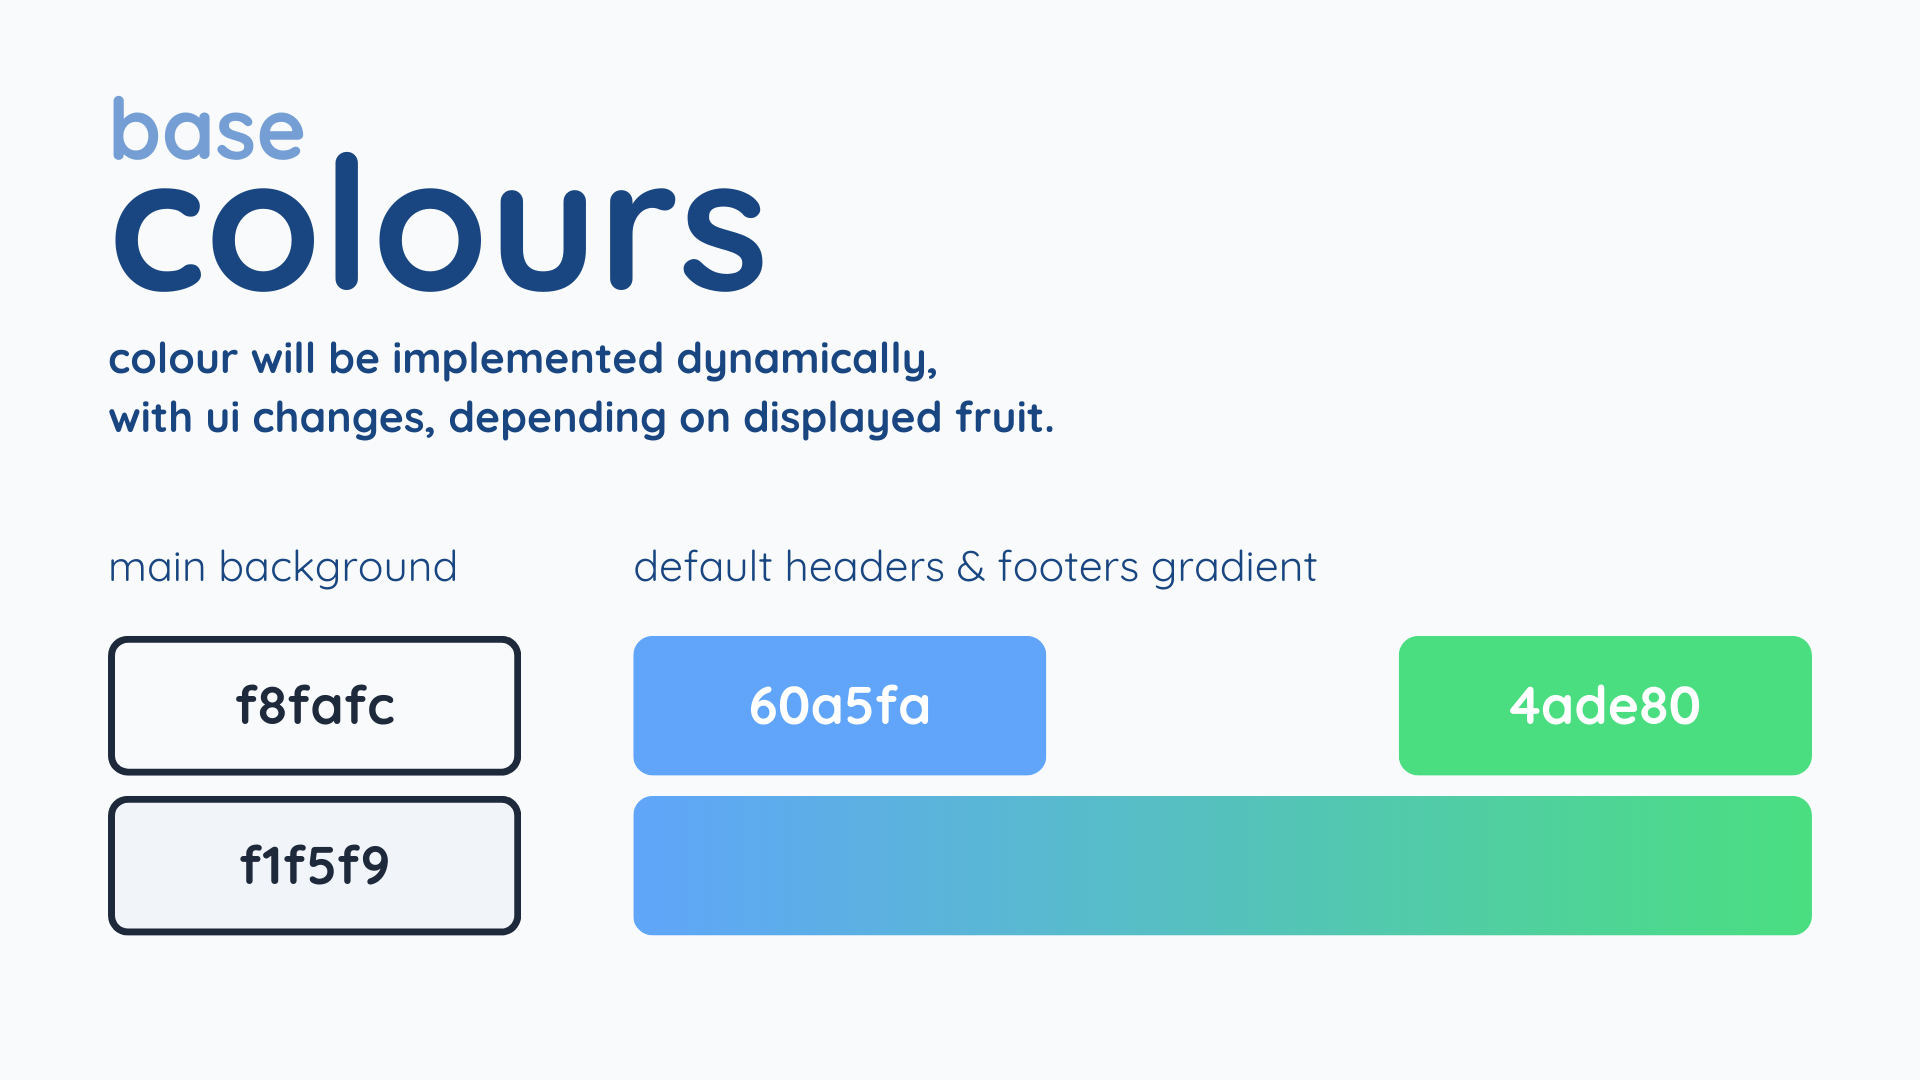 base
colours
colour will be implemented dynamically,
with ui changes, depending on displayed fruit.
main background
default headers & footers gradient
f8fafc
60a5fa
4ade80
f1f5f9